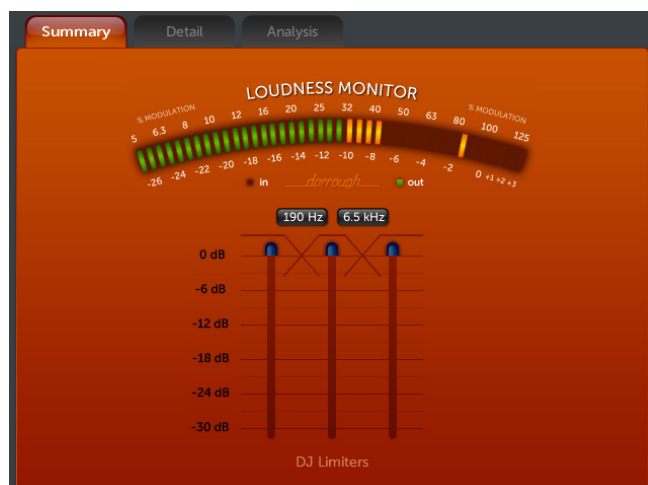 Summary Detail Analysis
LOUDNESS MONITOR
% MODULATION % MODULATION
5 6.3 8 10 12 16 20 25 32 40 50 63 80 100 125
-26 -24 -22 -20 -18 -16 -14 -12 -10 -8 -6 -4 -2 0 +1 +2 +3
in dorrough out
190 Hz 6.5 kHz
0 dB
-6 dB
-12 dB
-18 dB
-24 dB
-30 dB
DJ Limiters